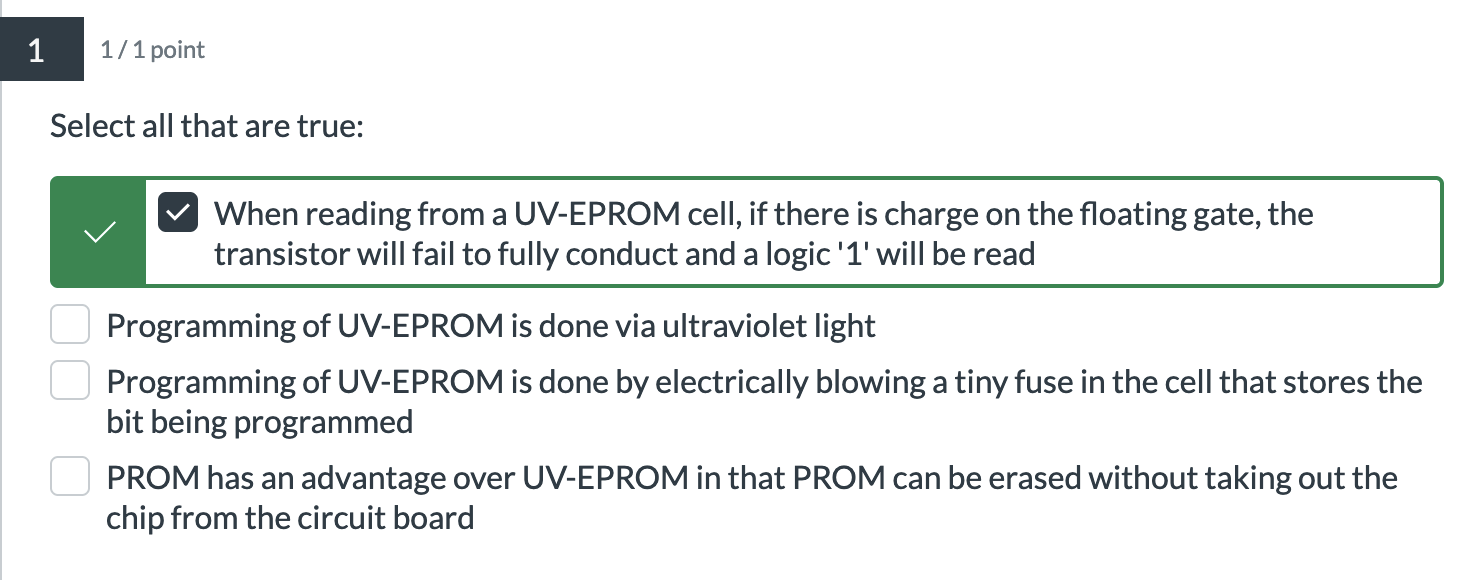 1
1 / 1 point
Select all that are true:
When reading from a UV-EPROM cell, if there is charge on the floating gate, the
transistor will fail to fully conduct and a logic '1' will be read
Programming of UV-EPROM is done via ultraviolet light
Programming of UV-EPROM is done by electrically blowing a tiny fuse in the cell that stores the
bit being programmed
PROM has an advantage over UV-EPROM in that PROM can be erased without taking out the
chip from the circuit board